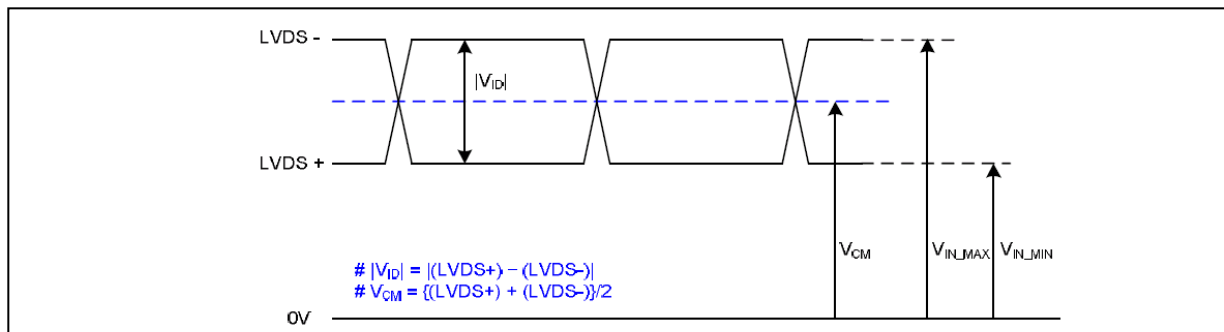 LVDS -
|VID|
LVDS +
VCM
VIN_MAX
VIN_MIN
# |VID| = |(LVDS+) – (LVDS-)|
# VCM = {(LVDS+) + (LVDS-)}/2
0V